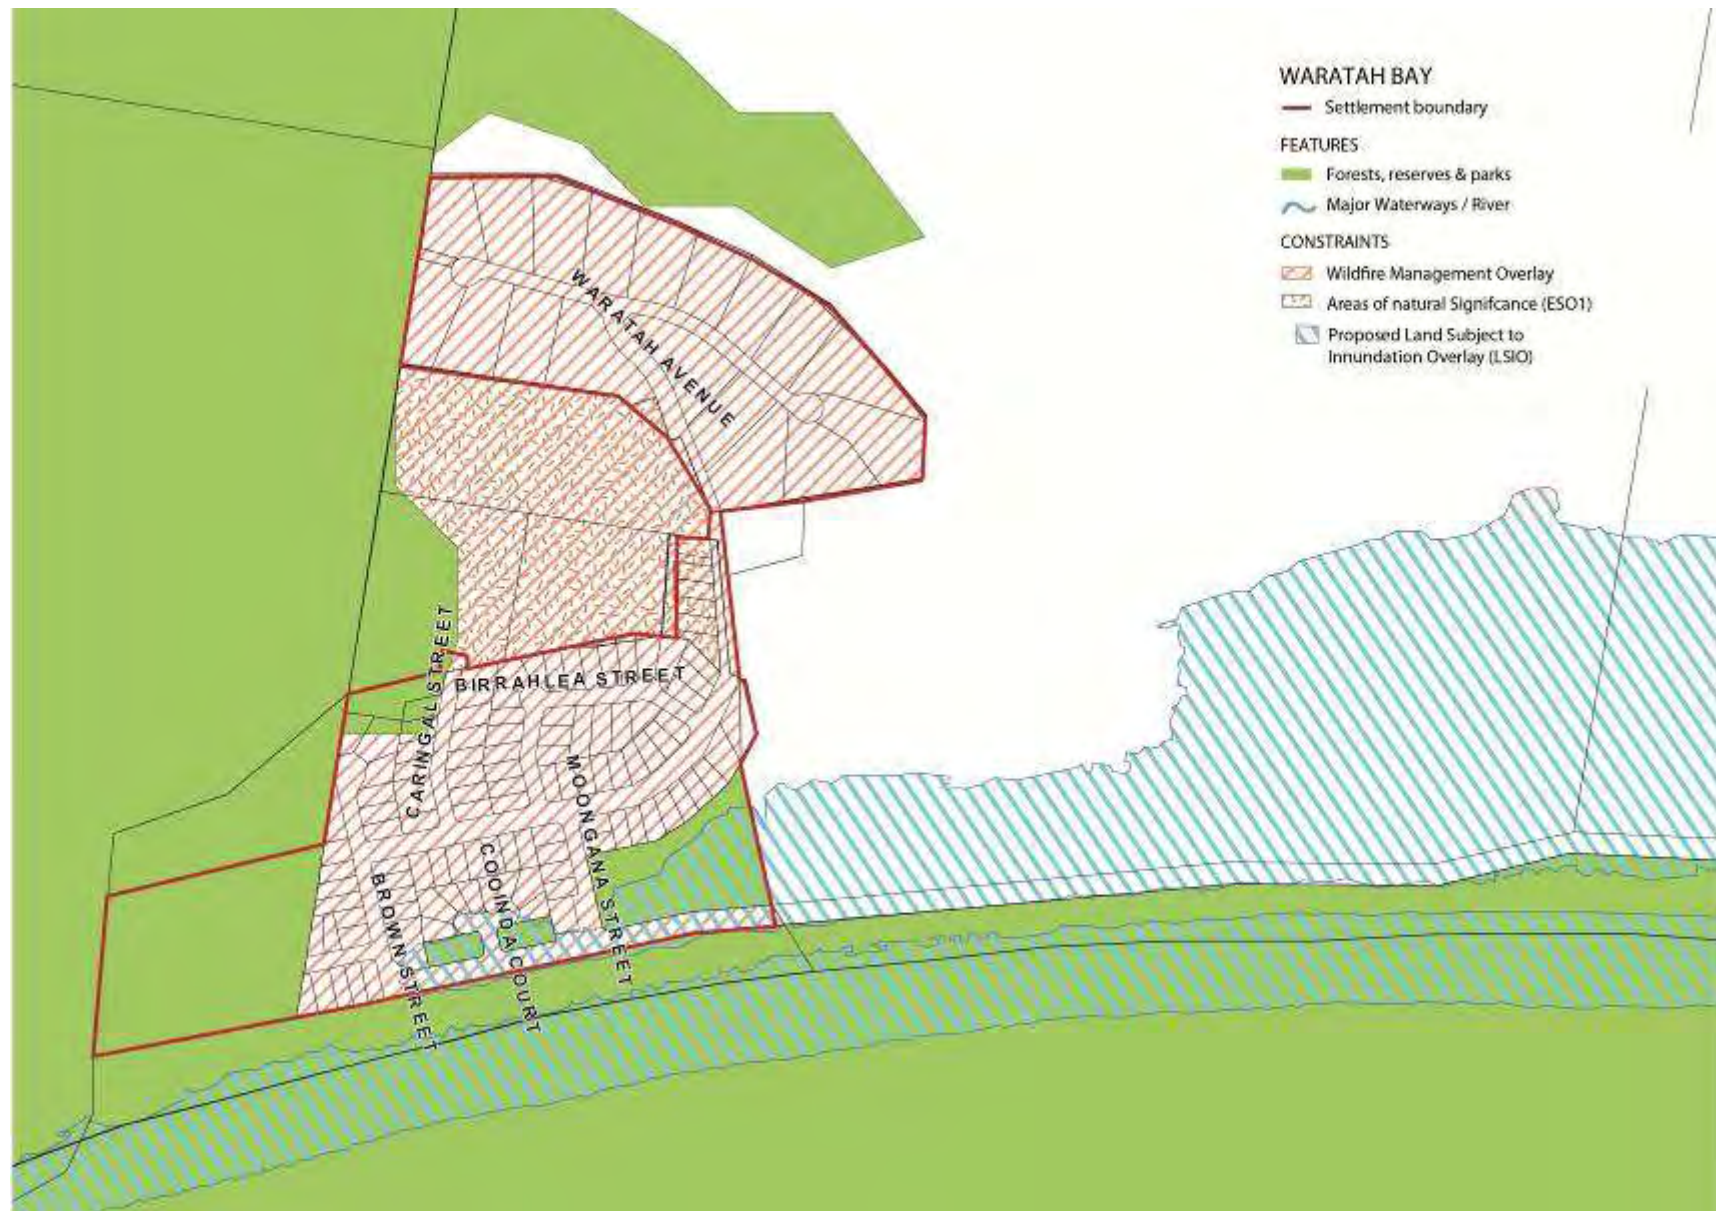 WARATAH BAY
Settlement boundary
FEATURES
Forests, reserves & parks
Major Waterways / River
CONSTRAINTS
Wildfire Management Overlay
Areas of natural Signifcance (ESO1)
Proposed Land Subject to
Innundation Overlay (LSIO)
WARATAH AVENUE
CARINGAL STREET
BIRRAHLEA STREET
MOONGANA STREET
COOINDA COURT
BROWN STREET